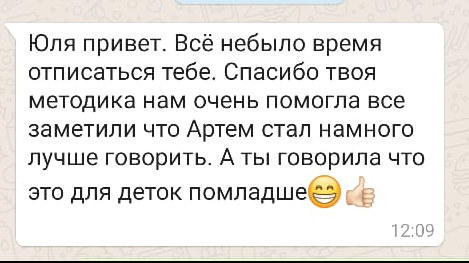 Юля привет. Всё небыло время
отписаться тебе. Спасибо твоя
методика нам очень помогла все
заметили что Артем стал намного
лучше говорить. А ты говорила что
это для деток помладше😁👍🏻
12:09